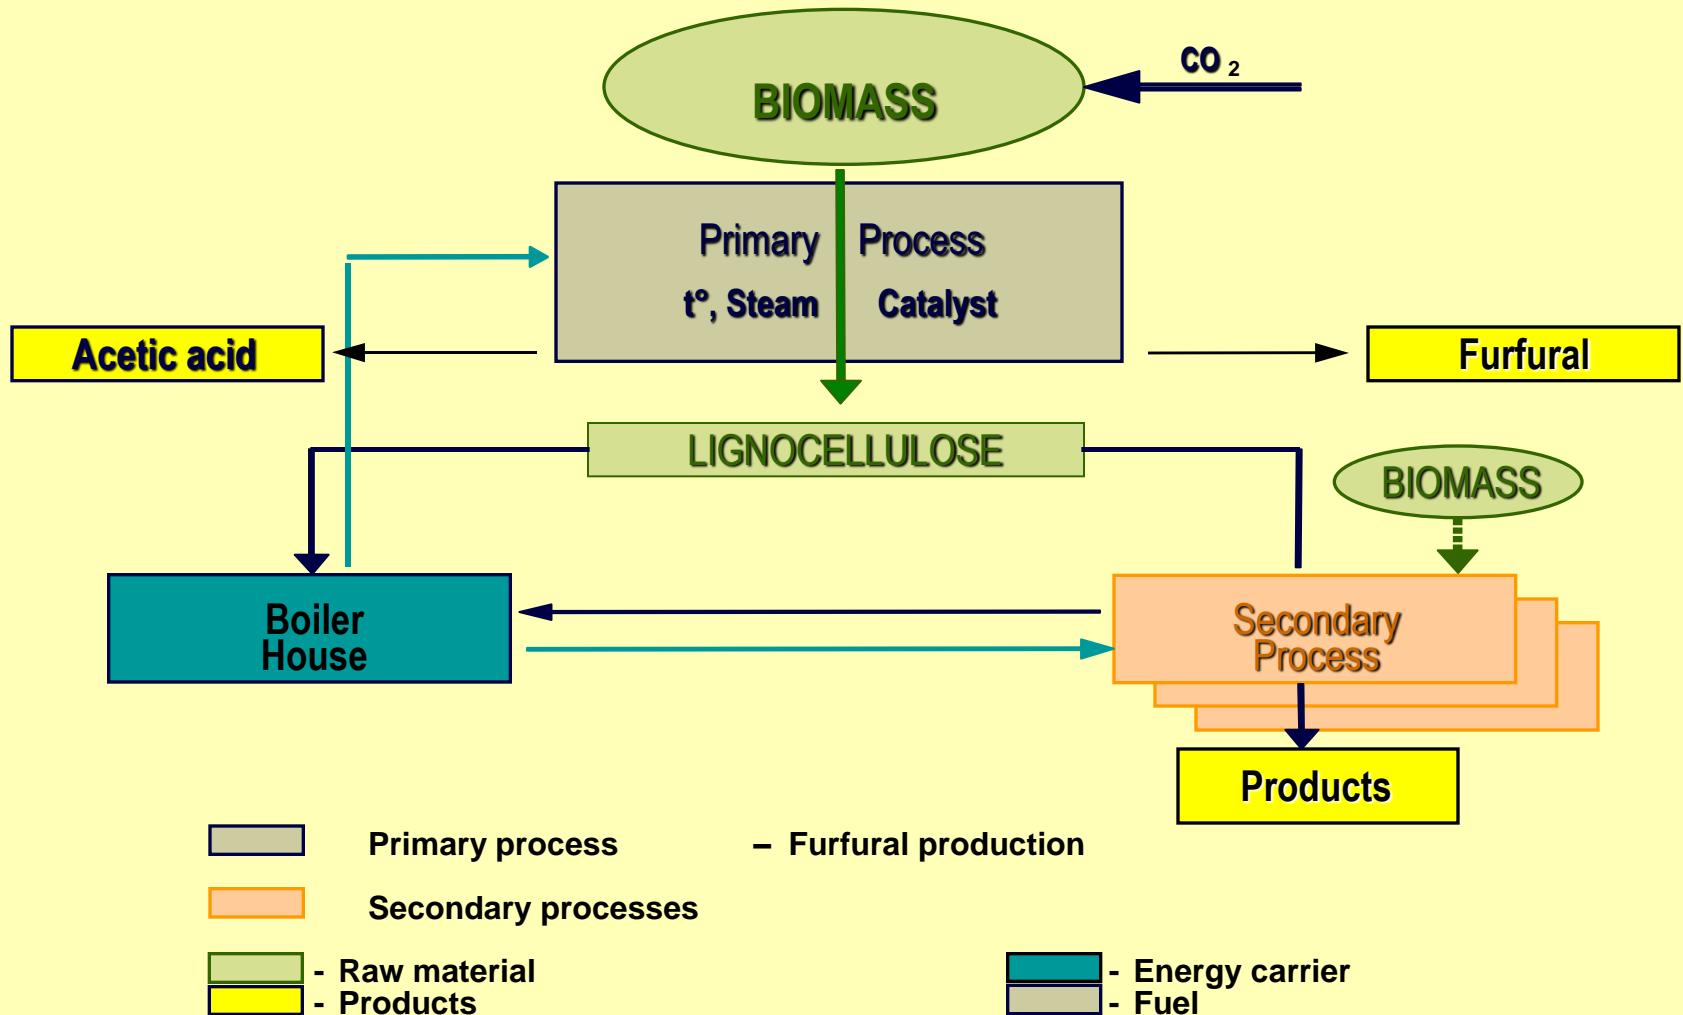 CO 2
BIOMASS
Primary Process
t°, Steam Catalyst
Acetic acid
Furfural
LIGNOCELLULOSE
BIOMASS
Boiler
House
Secondary
Process
Products
Primary process – Furfural production
Secondary processes
- Raw material
- Energy carrier
- Products
- Fuel